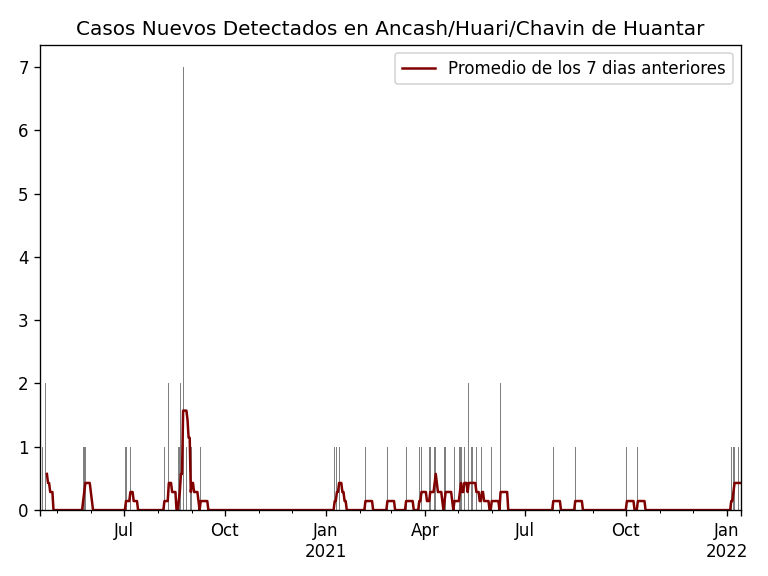 Casos Nuevos Detectados en Ancash/Huari/Chavin de Huantar
Promedio de los 7 dias anteriores
7
6
5
4
3
2
1
0
Jul
Oct
Jan
2021
Apr
Jul
Oct
Jan
2022